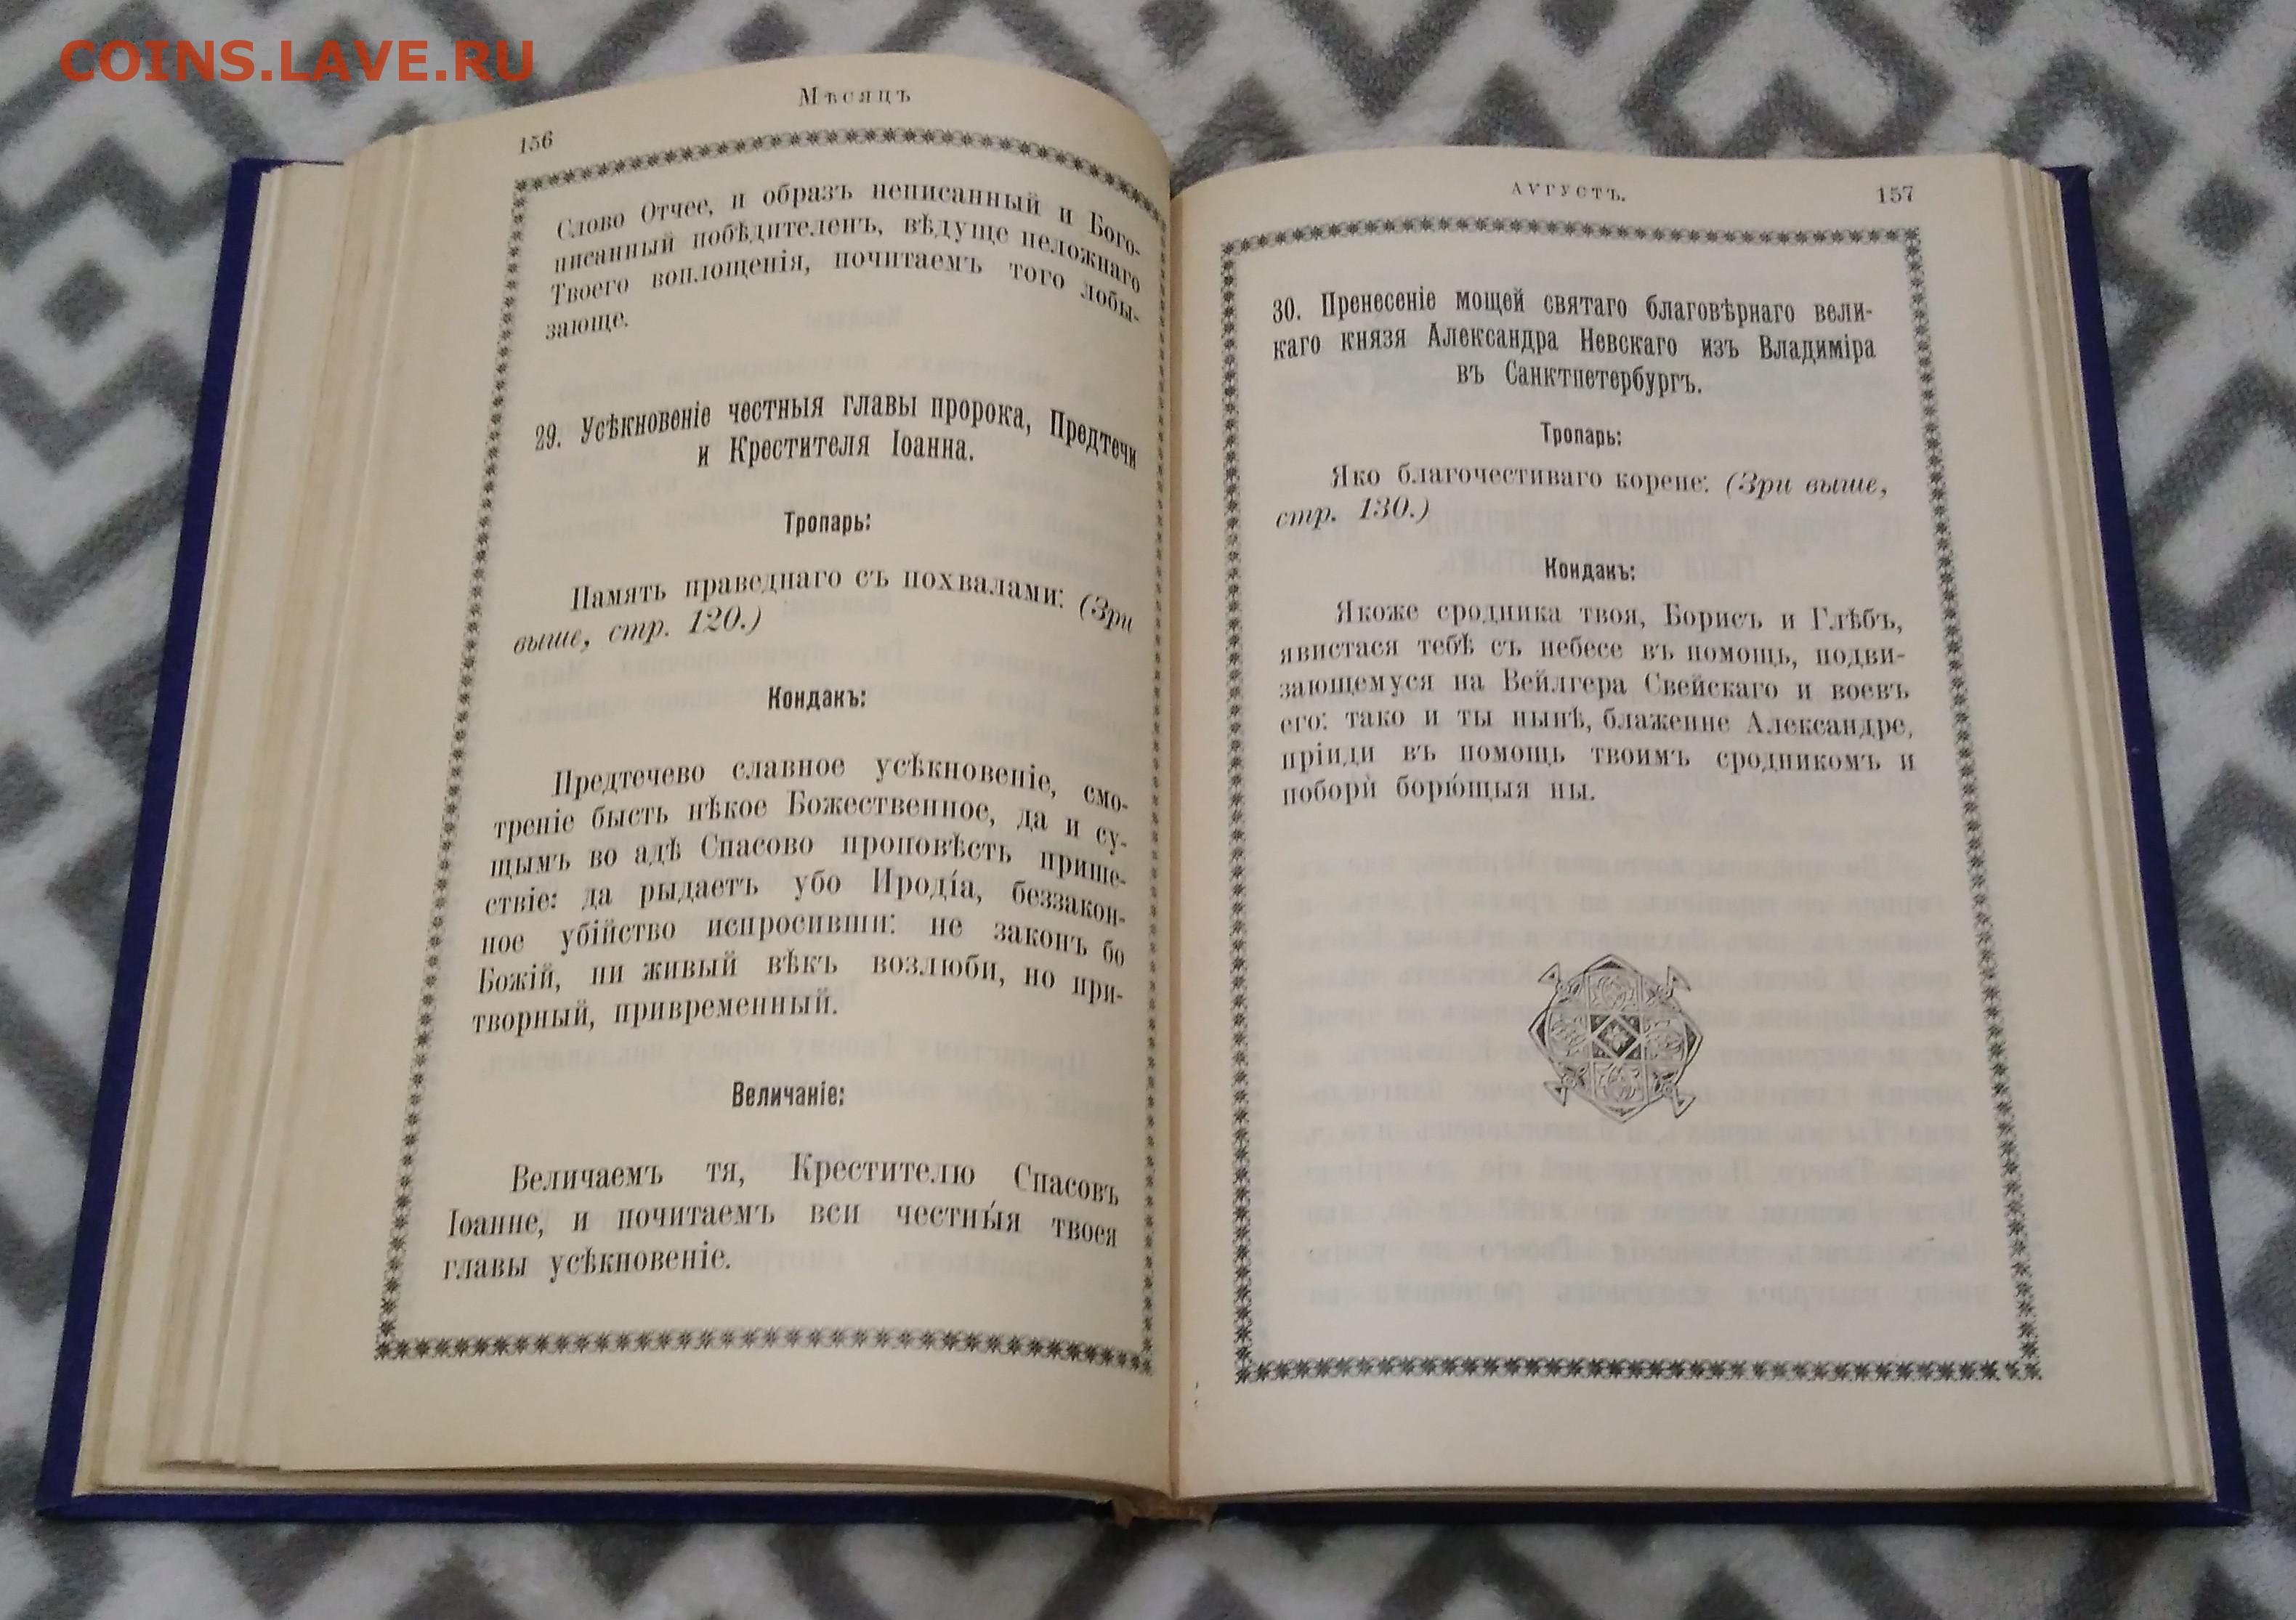 COINS.LAVE.RU
156
Мѣсяцъ
Слово Отчее, и образъ неписанный и Бого-
писанный побѣдителенъ, вѣдуще неложнаго
Твоего воплощенія, почитаемъ того лобы-
зающе.
29. Усѣкновеніе честныя главы пророка, Предтечи
и Крестителя Іоанна.
Тропарь:
Память праведнаго съ похвалами: (Зри
выше, стр. 120.)
Кондакъ:
Предтечево славное усѣкновеніе, смо-
треніе бысть нѣкое Божественное, да и су-
щымъ во адѣ Спасово проповѣсть прише-
ствіе: да рыдаетъ убо Иродіа, беззакон-
ное убійство испросивши: не законъ бо
Божій, ни живый вѣкъ возлюби, но при-
творный, привременный.
Величаніе:
Величаемъ тя, Крестителю Спасовъ
Іоанне, и почитаемъ вси честны́я твоея
главы усѣкновеніе.
АѴГУСТЪ.
157
30. Пренесеніе мощей святаго благовѣрнаго вели-
каго князя Александра Невскаго изъ Владиміра
въ Санктпетербургъ.
Тропарь:
Яко благочестиваго корене: (Зри выше,
стр. 130.)
Кондакъ:
Якоже сродника твоя, Борисъ и Глѣбъ,
явистася тебѣ съ небесе въ помощь, подви-
зающемуся на Вейлгера Свейскаго и воевъ
его: тако и ты нынѣ, блаженне Александре,
пріиди въ помощь твоимъ сродникомъ и
поборѝ борю́щыя ны.